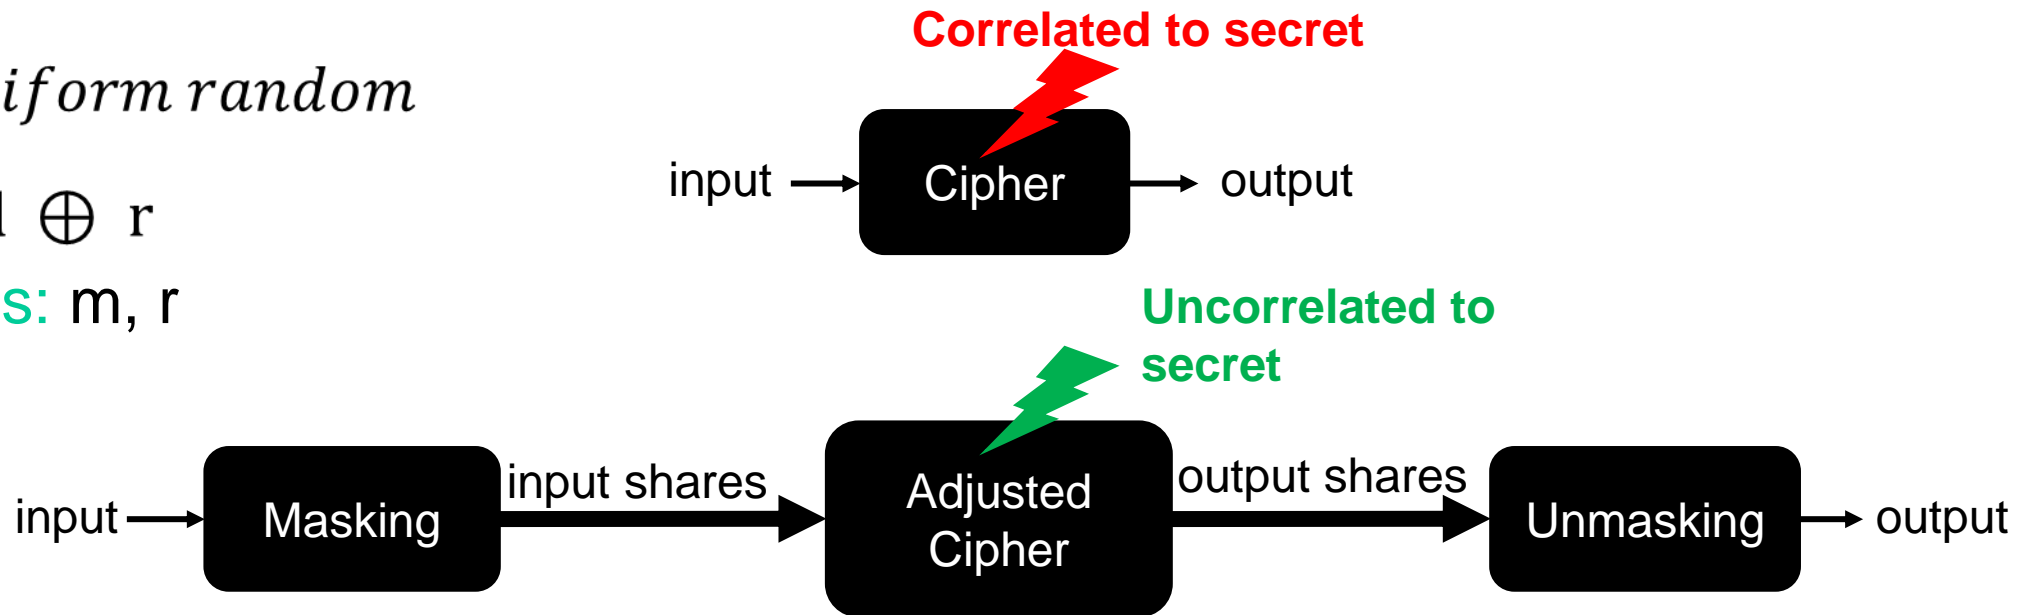 Correlated to secret
iform random
input Cipher output
⊕ r
s: m, r
Uncorrelated to
secret
input Masking input shares Adjusted
Cipher output shares Unmasking output